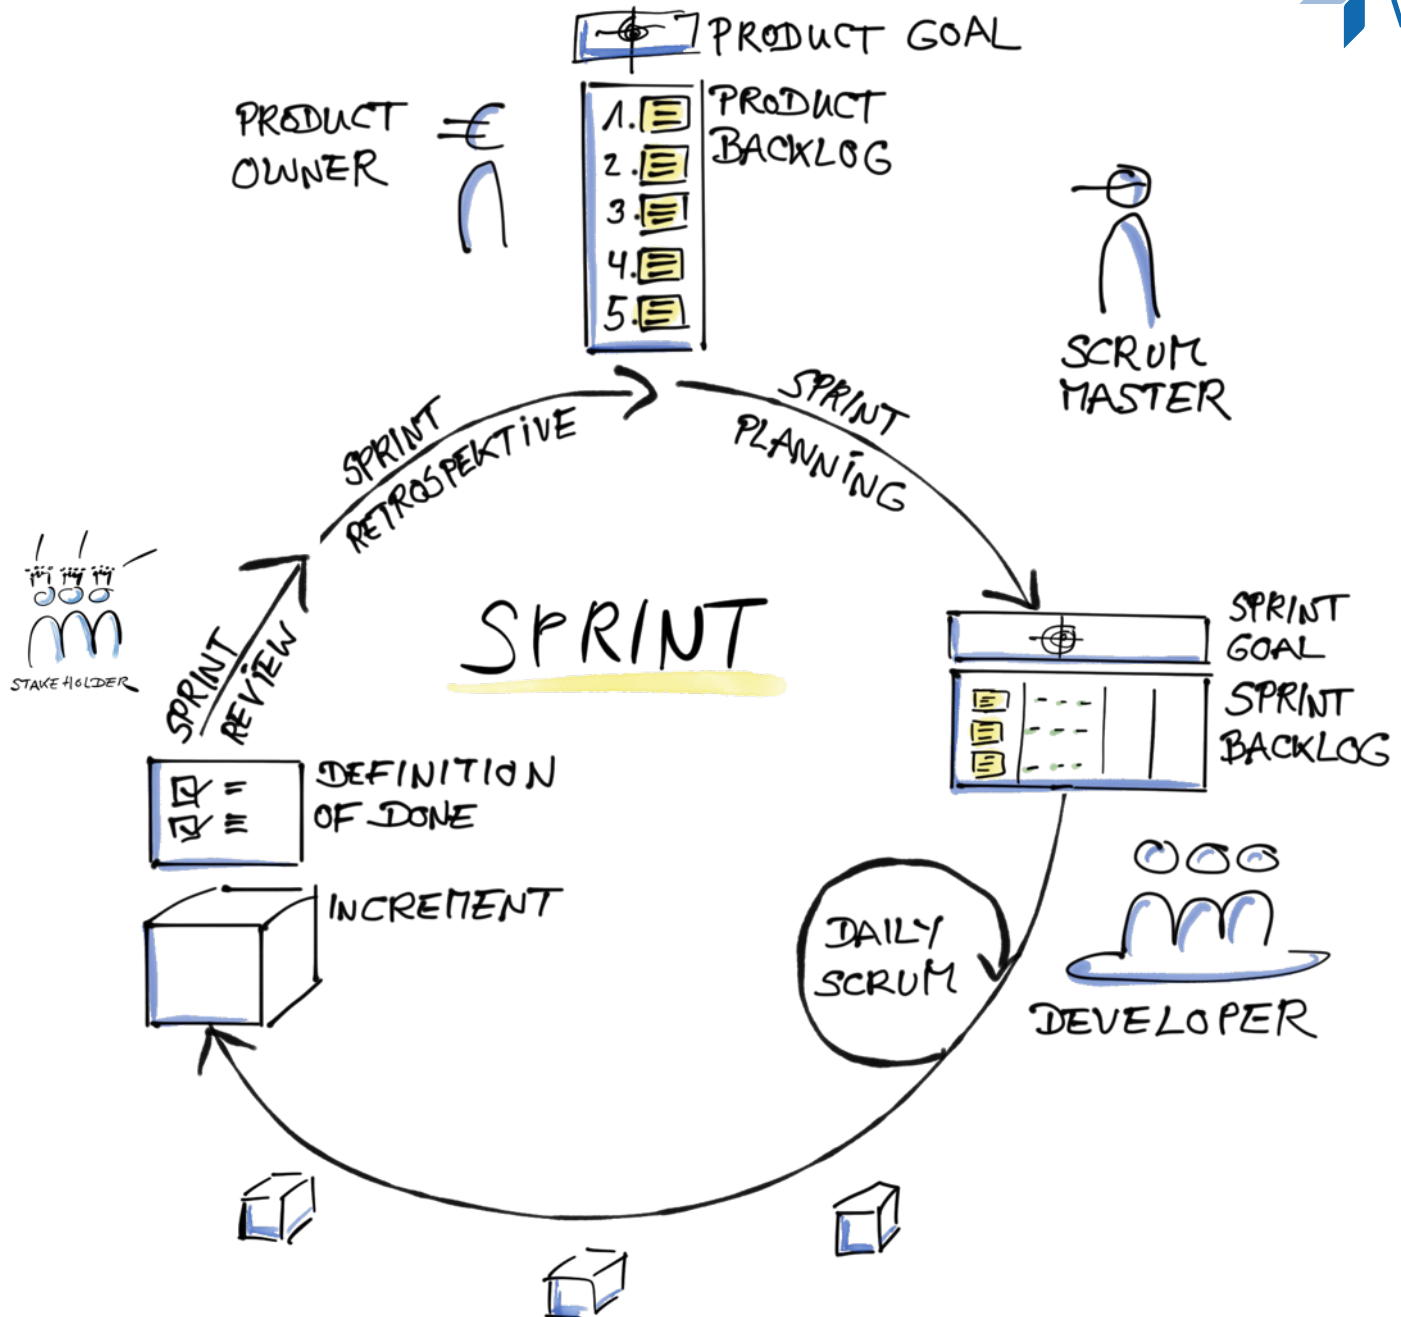 PRODUCT GOAL
PRODUCT
BACKLOG
1.
2.
3.
4.
5.
PRODUCT
OWNER
SCRUM
MASTER
SPRINT
RETROSPEKTIVE
SPRINT
PLANNING
STAKEHOLDER
SPRINT
REVIEW
SPRINT
SPRINT
GOAL
SPRINT
BACKLOG
DEFINITION
OF DONE
INCREMENT
DAILY
SCRUM
DEVELOPER